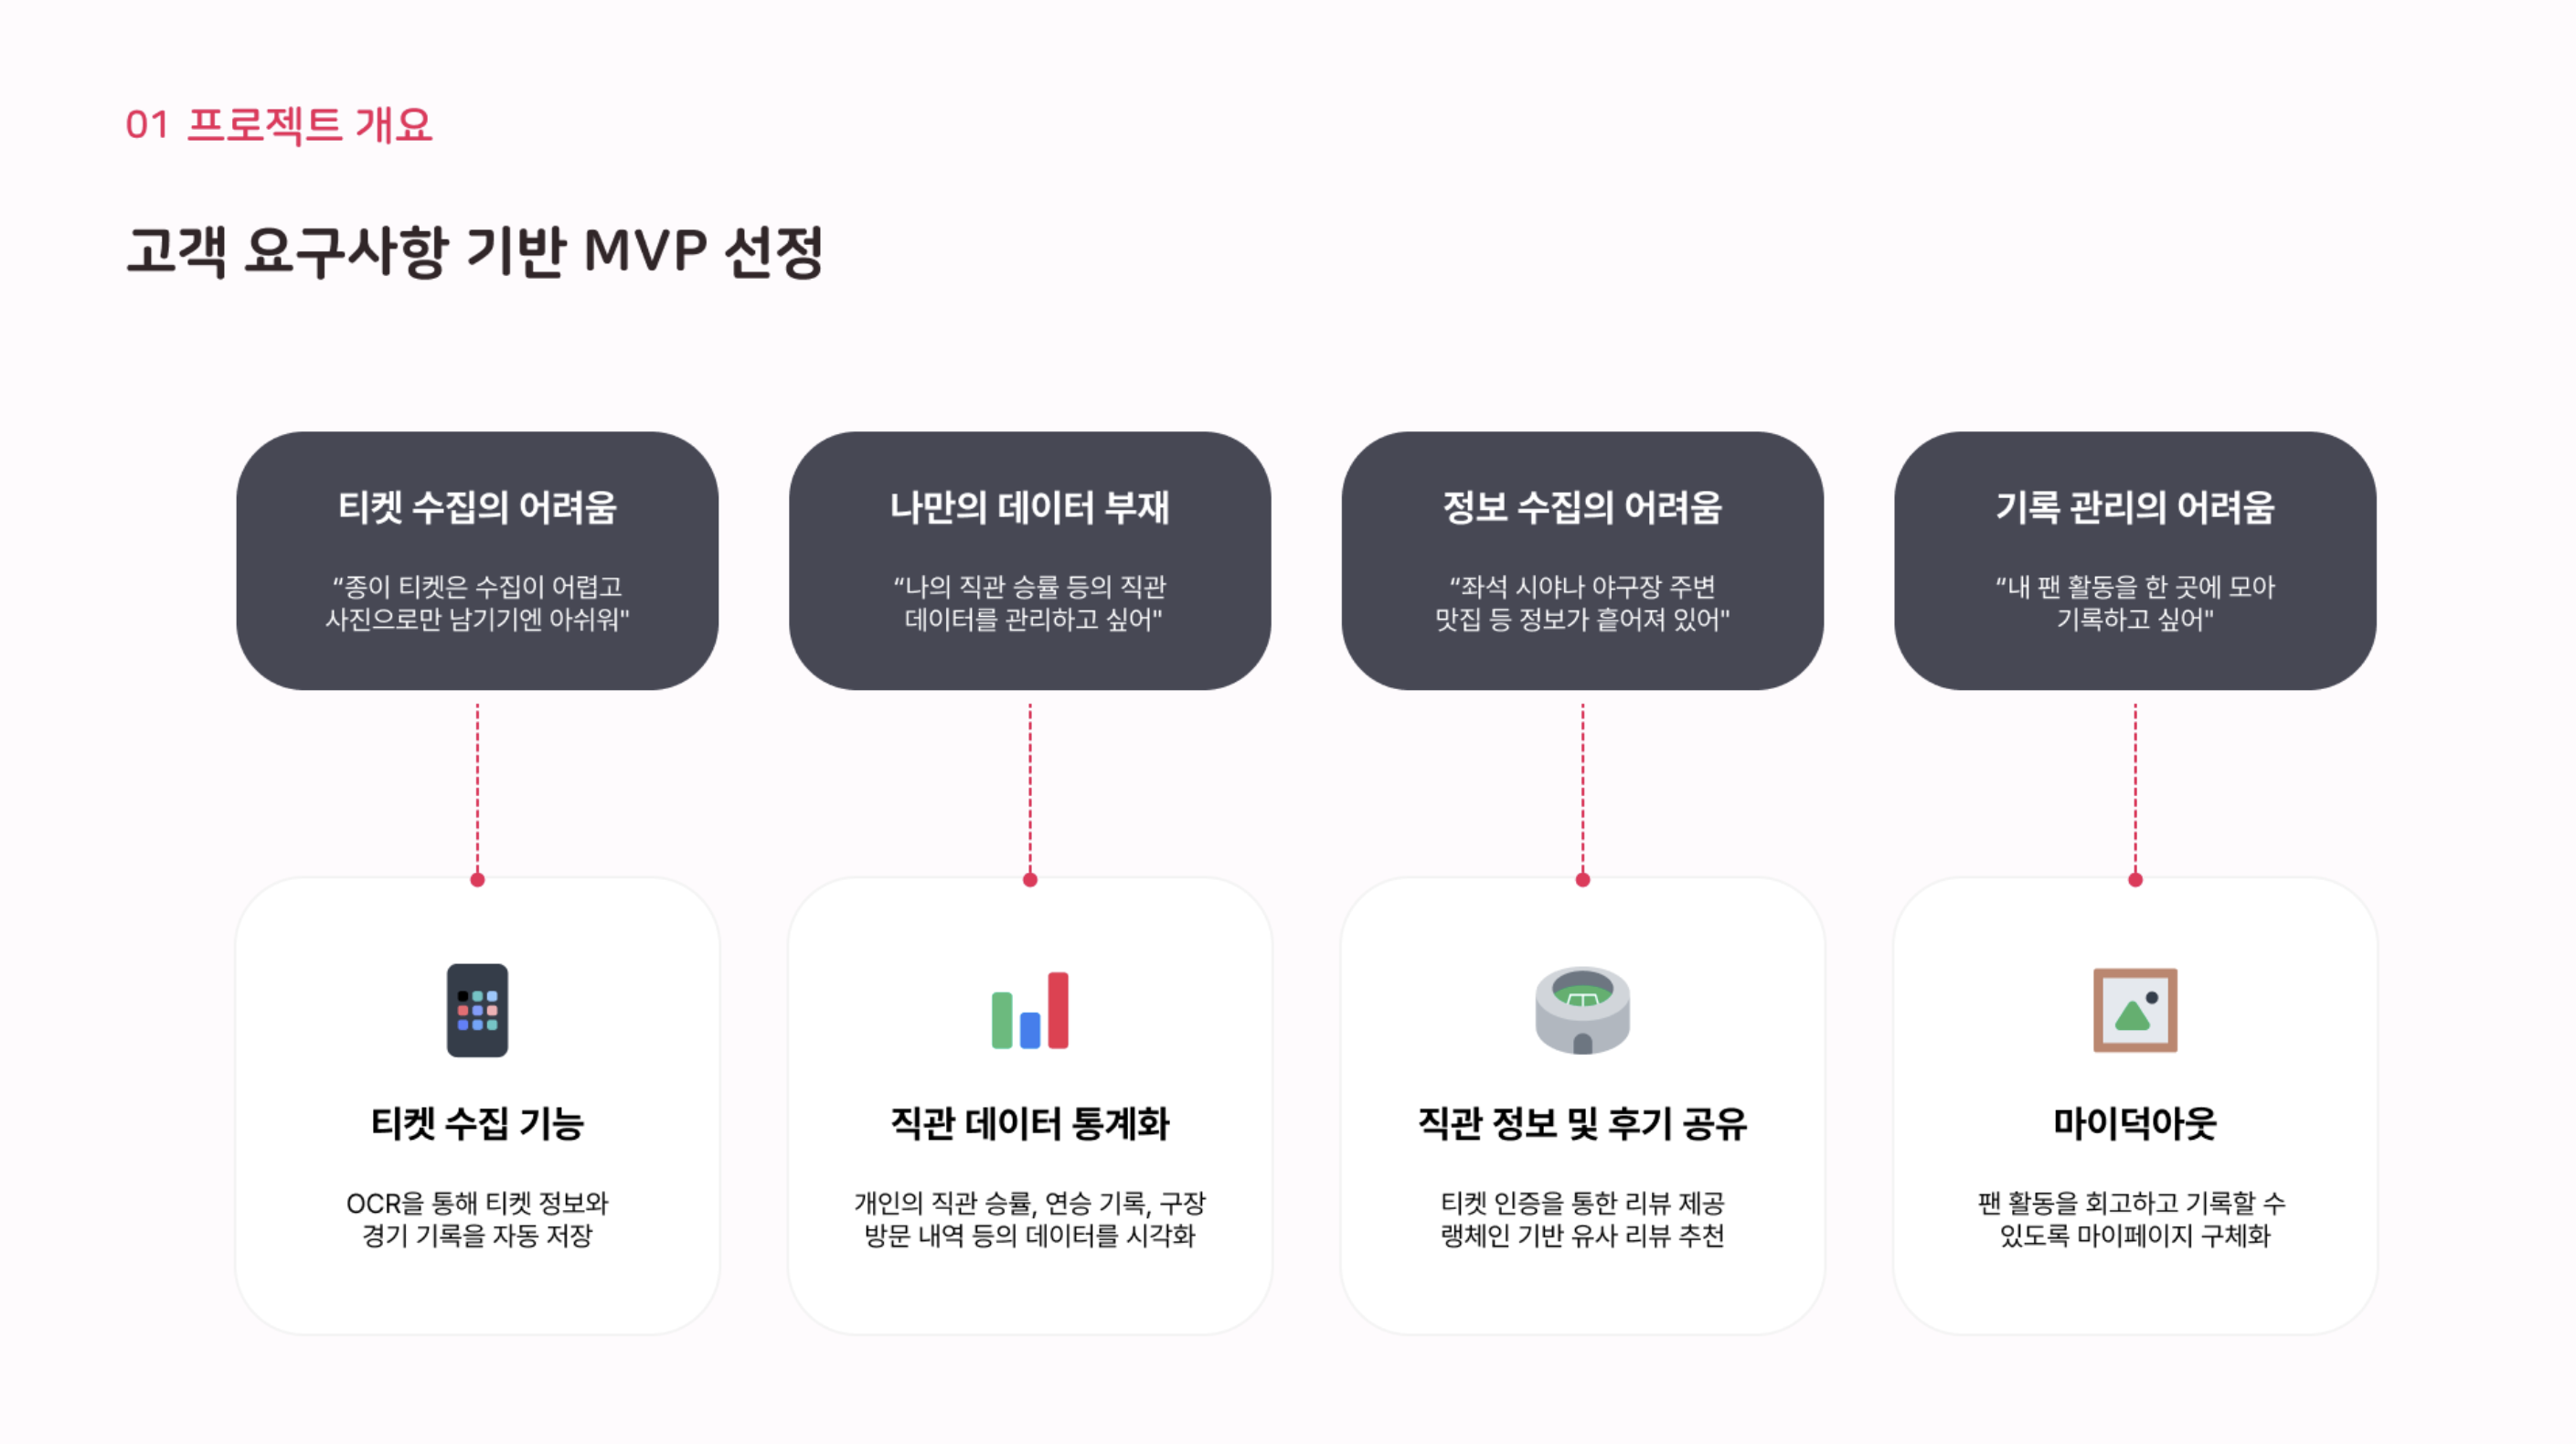 01 프로젝트 개요
고객 요구사항 기반 MVP 선정
티켓 수집의 어려움
“종이 티켓은 수집이 어렵고
사진으로만 남기기엔 아쉬워"
나만의 데이터 부재
“나의 직관 승률 등의 직관
데이터를 관리하고 싶어"
정보 수집의 어려움
“좌석 시야나 야구장 주변
맛집 등 정보가 흩어져 있어"
기록 관리의 어려움
“내 팬 활동을 한 곳에 모아
기록하고 싶어"
티켓 수집 기능
OCR을 통해 티켓 정보와
경기 기록을 자동 저장
직관 데이터 통계화
개인의 직관 승률, 연승 기록, 구장
방문 내역 등의 데이터를 시각화
직관 정보 및 후기 공유
티켓 인증을 통한 리뷰 제공
랭체인 기반 유사 리뷰 추천
마이덕아웃
팬 활동을 회고하고 기록할 수
있도록 마이페이지 구체화